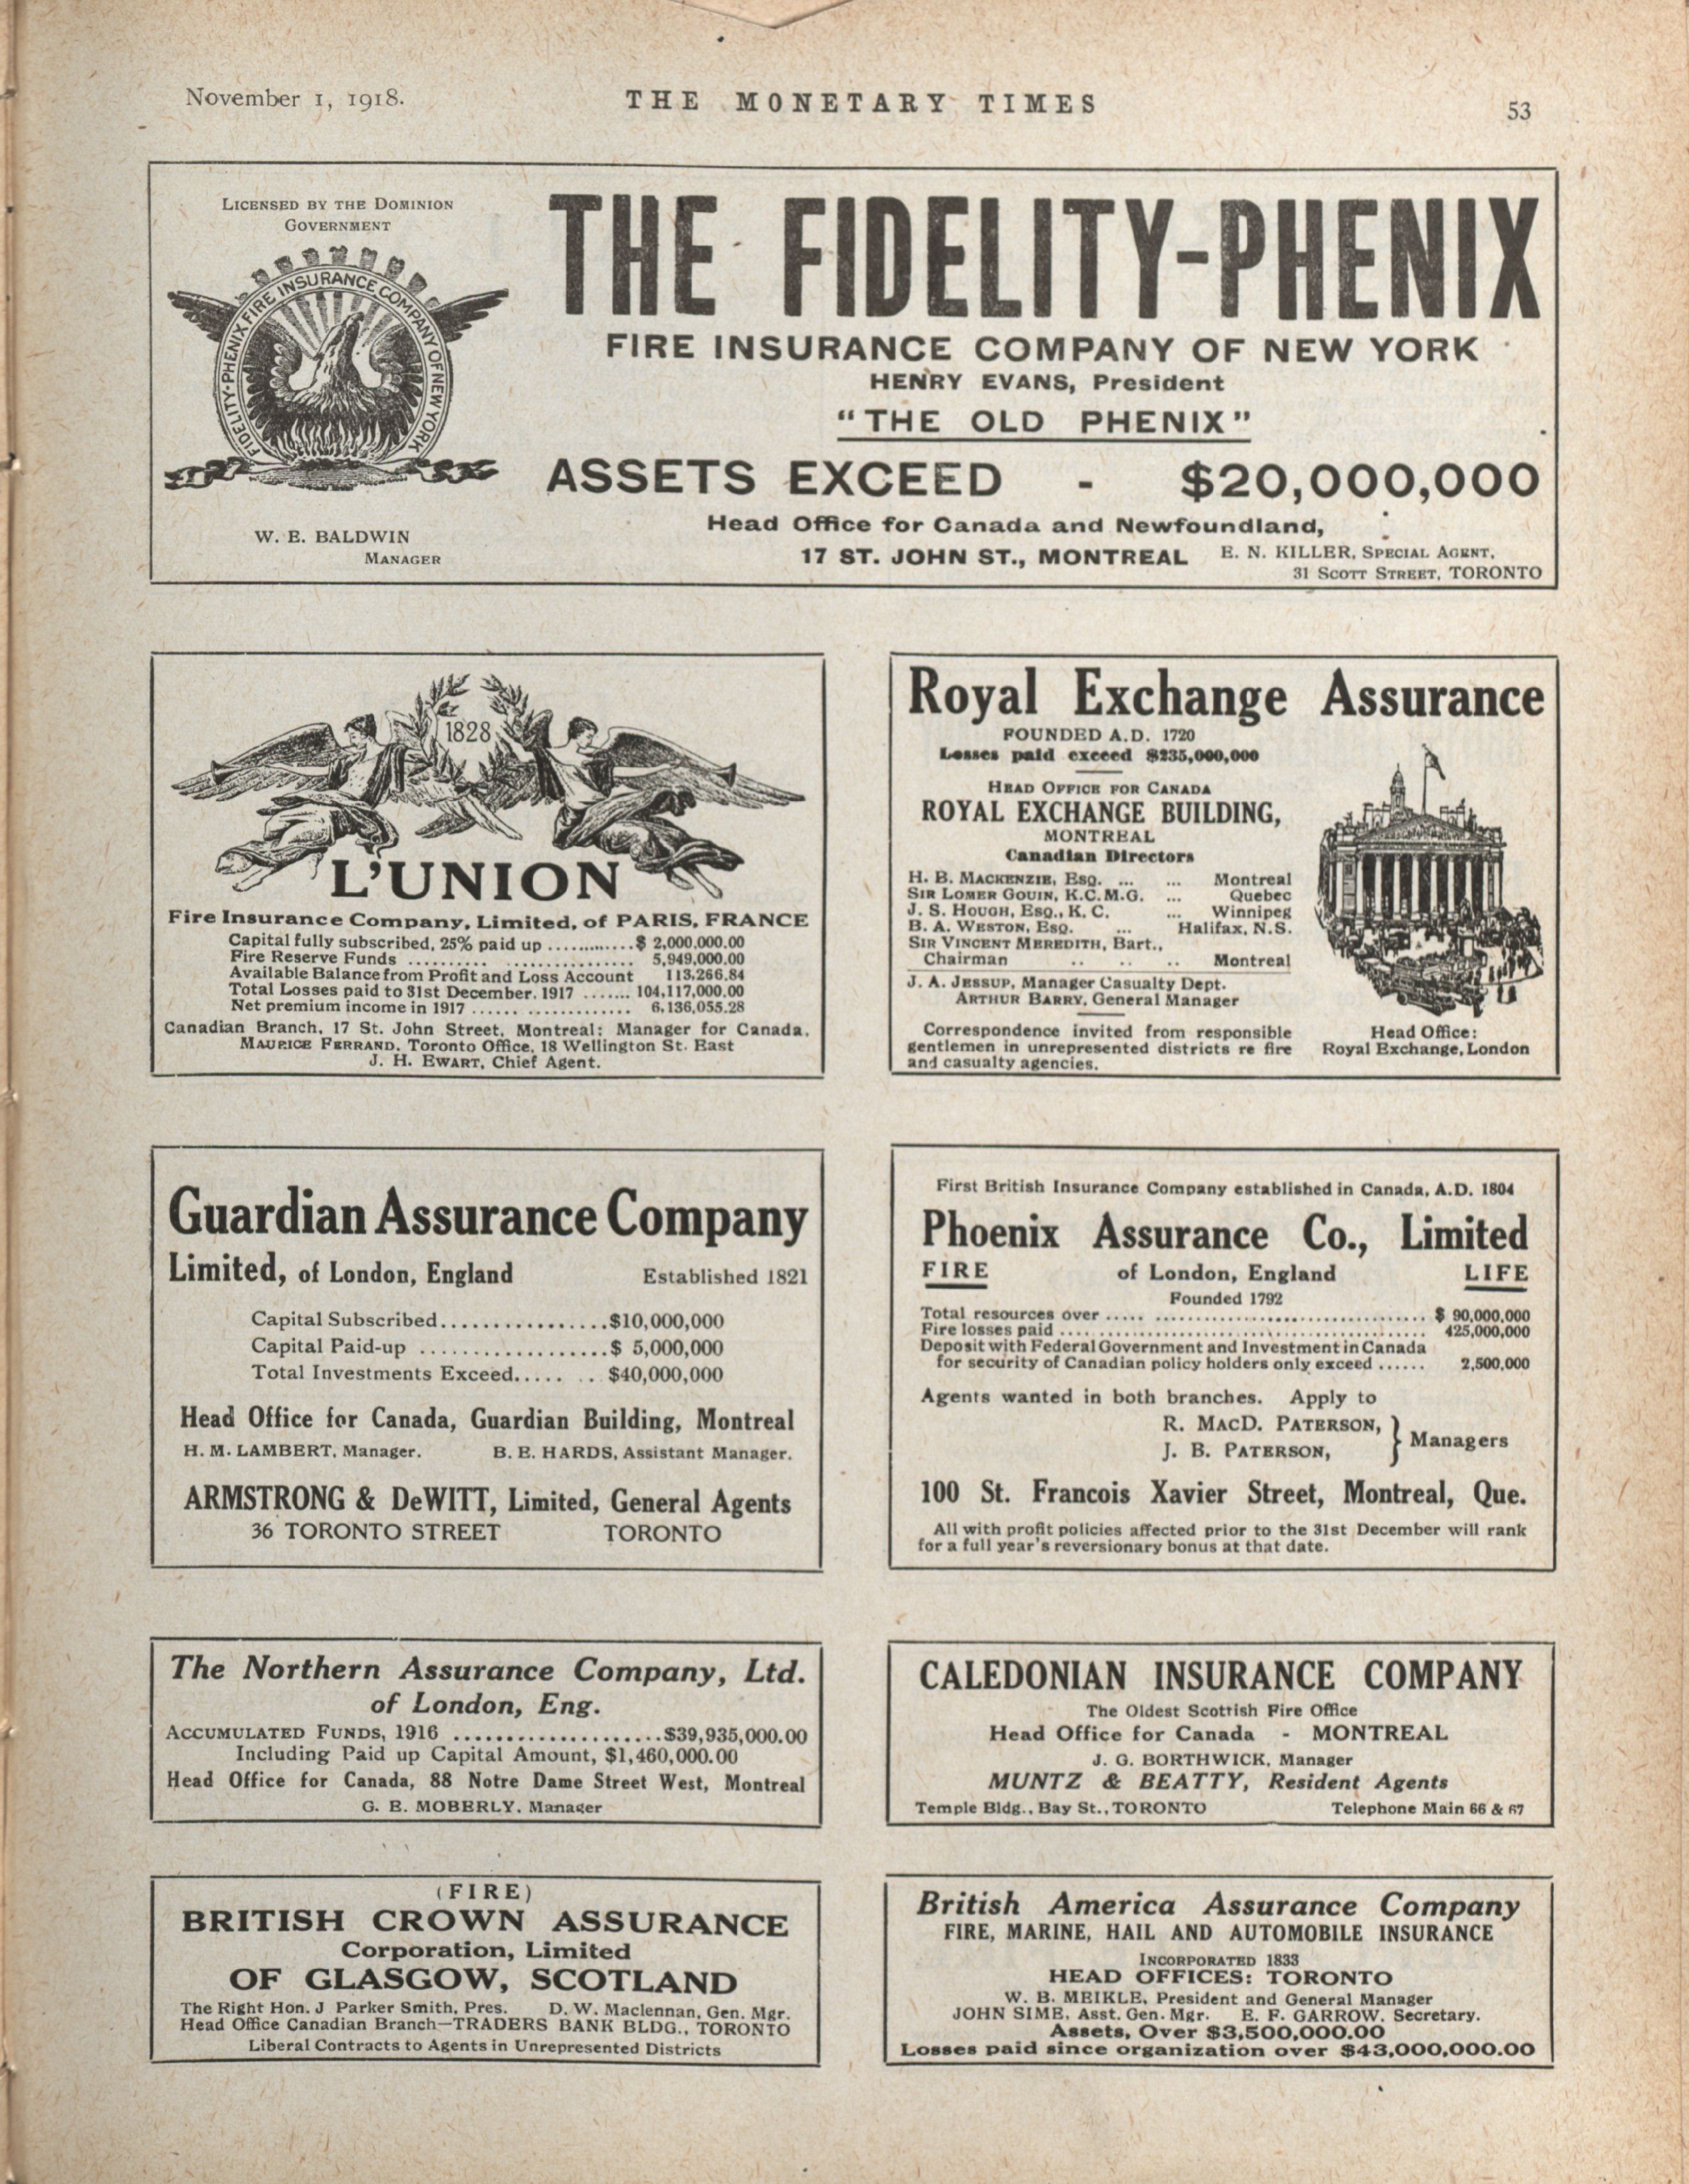 November 1, 1918.
THE MONETARY TIMES
53
LICENSED BY THE DOMINION
GOVERNMENT
FIDELITY-PHENIX FIRE INSURANCE COMPANY OF NEW YORK
W. E. BALDWIN
MANAGER
THE FIDELITY-PHENIX
FIRE INSURANCE COMPANY OF NEW YORK
HENRY EVANS, President
"THE OLD PHENIX"
ASSETS EXCEED - $20,000,000
Head Office for Canada and Newfoundland,
17 ST. JOHN ST., MONTREAL
E. N. KILLER, SPECIAL AGENT,
31 SCOTT STREET, TORONTO
1828
L'UNION
Fire Insurance Company, Limited, of PARIS, FRANCE
Capital fully subscribed, 25% paid up ............$ 2,000,000.00
Fire Reserve Funds .......... ................ 5,949,000.00
Available Balance from Profit and Loss Account 113,266.84
Total Losses paid to 31st December, 1917 ....... 104,117,000.00
Net premium income in 1917 ...... ............. 6,136,055.28
Canadian Branch, 17 St. John Street, Montreal; Manager for Canada,
MAURICE FERRAND. Toronto Office, 18 Wellington St. East
J. H. EWART, Chief Agent.
Royal Exchange Assurance
FOUNDED A.D. 1720
Losses paid exceed $235,000,000
HEAD OFFICE FOR CANADA
ROYAL EXCHANGE BUILDING,
MONTREAL
Canadian Directors
H. B. MACKENZIE, ESQ. ... ... Montreal
SIR LOMER GOUIN, K.C.M.G. ... Quebec
J. S. HOUGH, ESQ., K. C. ... Winnipeg
B. A. WESTON, ESQ. ... Halifax, N.S.
SIR VINCENT MEREDITH, Bart.,
Chairman .. .. .. Montreal
J. A. JESSUP, Manager Casualty Dept.
ARTHUR BARRY, General Manager
Correspondence invited from responsible
gentlemen in unrepresented districts re fire
and casualty agencies.
Head Office:
Royal Exchange, London
Guardian Assurance Company
Limited, of London, England Established 1821
Capital Subscribed................$10,000,000
Capital Paid-up ..................$ 5,000,000
Total Investments Exceed..... .. $40,000,000
Head Office for Canada, Guardian Building, Montreal
H. M. LAMBERT, Manager. B. E. HARDS, Assistant Manager.
ARMSTRONG & DeWITT, Limited, General Agents
36 TORONTO STREET TORONTO
First British Insurance Company established in Canada, A.D. 1804
Phoenix Assurance Co., Limited
FIRE of London, England LIFE
Founded 1792
Total resources over ..... .................................. $ 90,000,000
Fire losses paid .... ......................................... 425,000,000
Deposit with Federal Government and Investment in Canada
for security of Canadian policy holders only exceed ...... 2,500,000
Agents wanted in both branches. Apply to
R. MACD. PATERSON,
J. B. PATERSON,
} Managers
100 St. Francois Xavier Street, Montreal, Que.
All with profit policies affected prior to the 31st December will rank
for a full year's reversionary bonus at that date.
The Northern Assurance Company, Ltd.
of London, Eng.
ACCUMULATED FUNDS, 1916 .....................$39,935,000.00
Including Paid up Capital Amount, $1,460,000.00
Head Office for Canada, 88 Notre Dame Street West, Montreal
G. E. MOBERLY, Manager
CALEDONIAN INSURANCE COMPANY
The Oldest Scottish Fire Office
Head Office for Canada - MONTREAL
J. G. BORTHWICK, Manager
MUNTZ & BEATTY, Resident Agents
Temple Bldg., Bay St., TORONTO Telephone Main 66 & 67
(FIRE)
BRITISH CROWN ASSURANCE
Corporation, Limited
OF GLASGOW, SCOTLAND
The Right Hon. J Parker Smith, Pres. D. W. Maclennan, Gen. Mgr.
Head Office Canadian Branch—TRADERS BANK BLDG., TORONTO
Liberal Contracts to Agents in Unrepresented Districts
British America Assurance Company
FIRE, MARINE, HAIL AND AUTOMOBILE INSURANCE
INCORPORATED 1833
HEAD OFFICES: TORONTO
W. B. MEIKLE, President and General Manager
JOHN SIME, Asst. Gen. Mgr. E. F. GARROW, Secretary.
Assets, Over $3,500,000.00
Losses paid since organization over $43,000,000.00